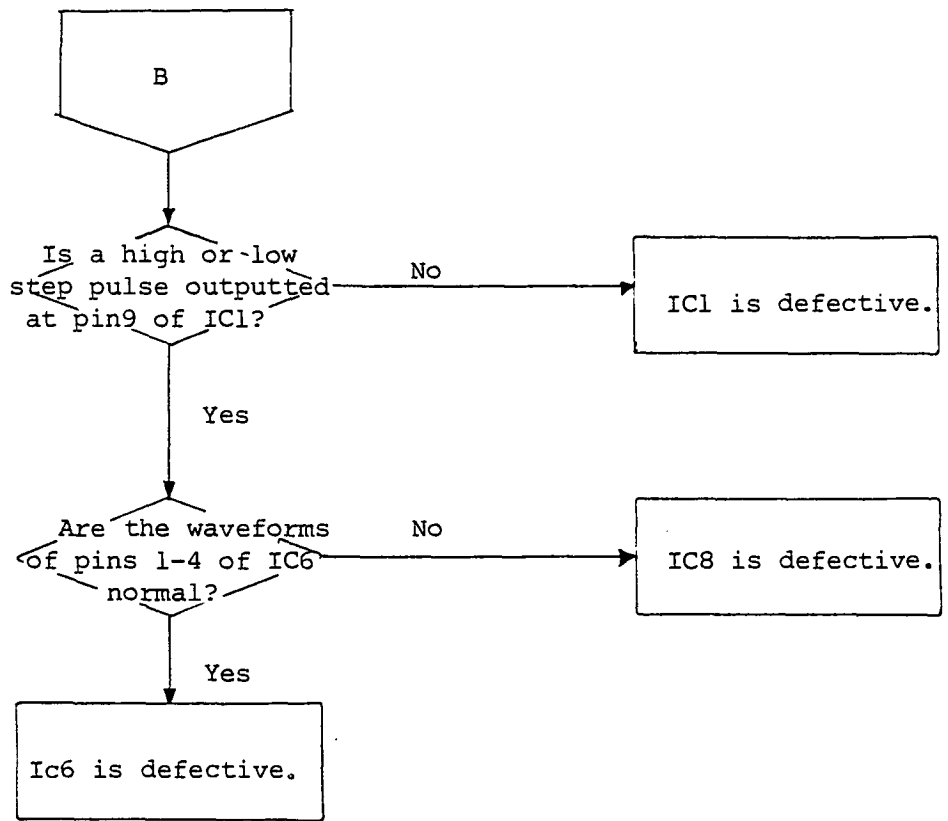 B
Is a high or low
step pulse outputted
at pin9 of IC1?
No
IC1 is defective.
Yes
Are the waveforms
of pins 1-4 of IC6
normal?
No
IC8 is defective.
Yes
Ic6 is defective.